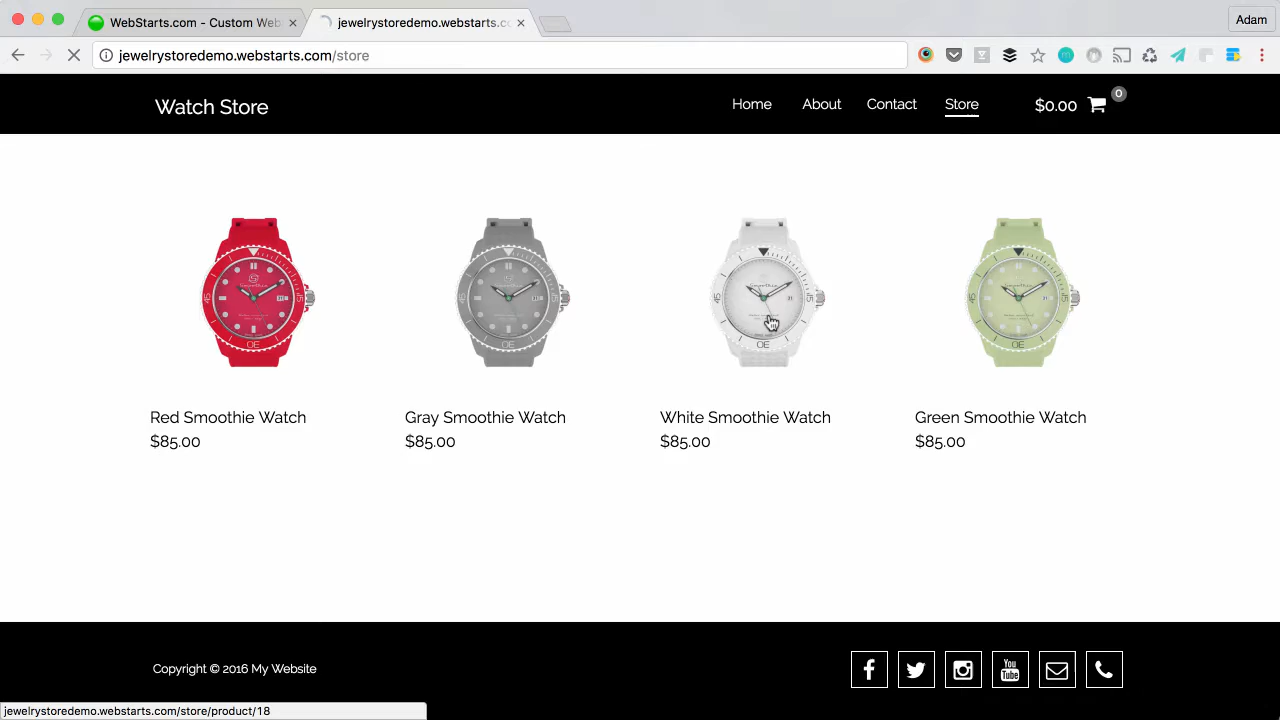 WebStarts.com - Custom Web
jewelrystoredemo.webstarts.co
Adam
jewelrystoredemo.webstarts.com/store
Watch Store
Home
About
Contact
Store
$0.00
0
Red Smoothie Watch
$85.00
Gray Smoothie Watch
$85.00
White Smoothie Watch
$85.00
Green Smoothie Watch
$85.00
Copyright © 2016 My Website
You
Tube
jewelrystoredemo.webstarts.com/store/product/18